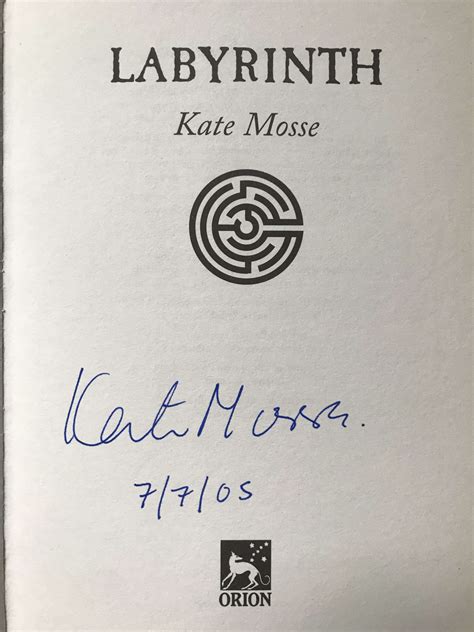 LABYRINTH
Kate Mosse
Kate Mosse.
7/7/05
ORION